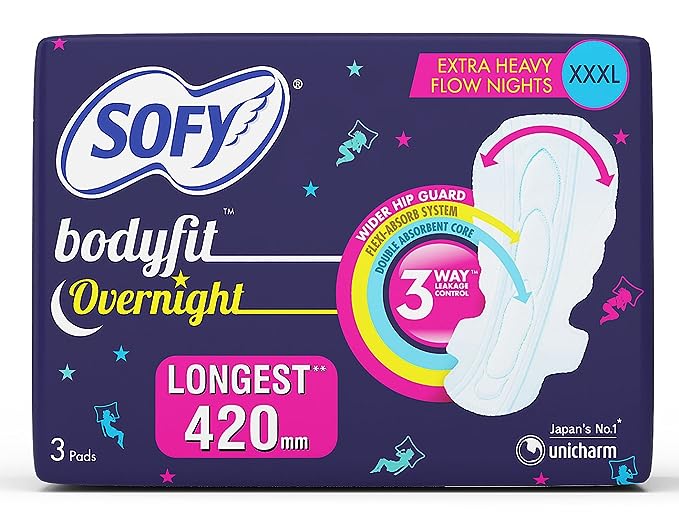 SOFY®
EXTRA HEAVY
FLOW NIGHTS
XXXL
bodyfit™
Overnight
WIDER HIP GUARD
FLEXI-ABSORB SYSTEM
DOUBLE ABSORBENT CORE
3 WAY™
LEAKAGE
CONTROL
LONGEST**
420mm
3 Pads
Japan's No.1*
unicharm